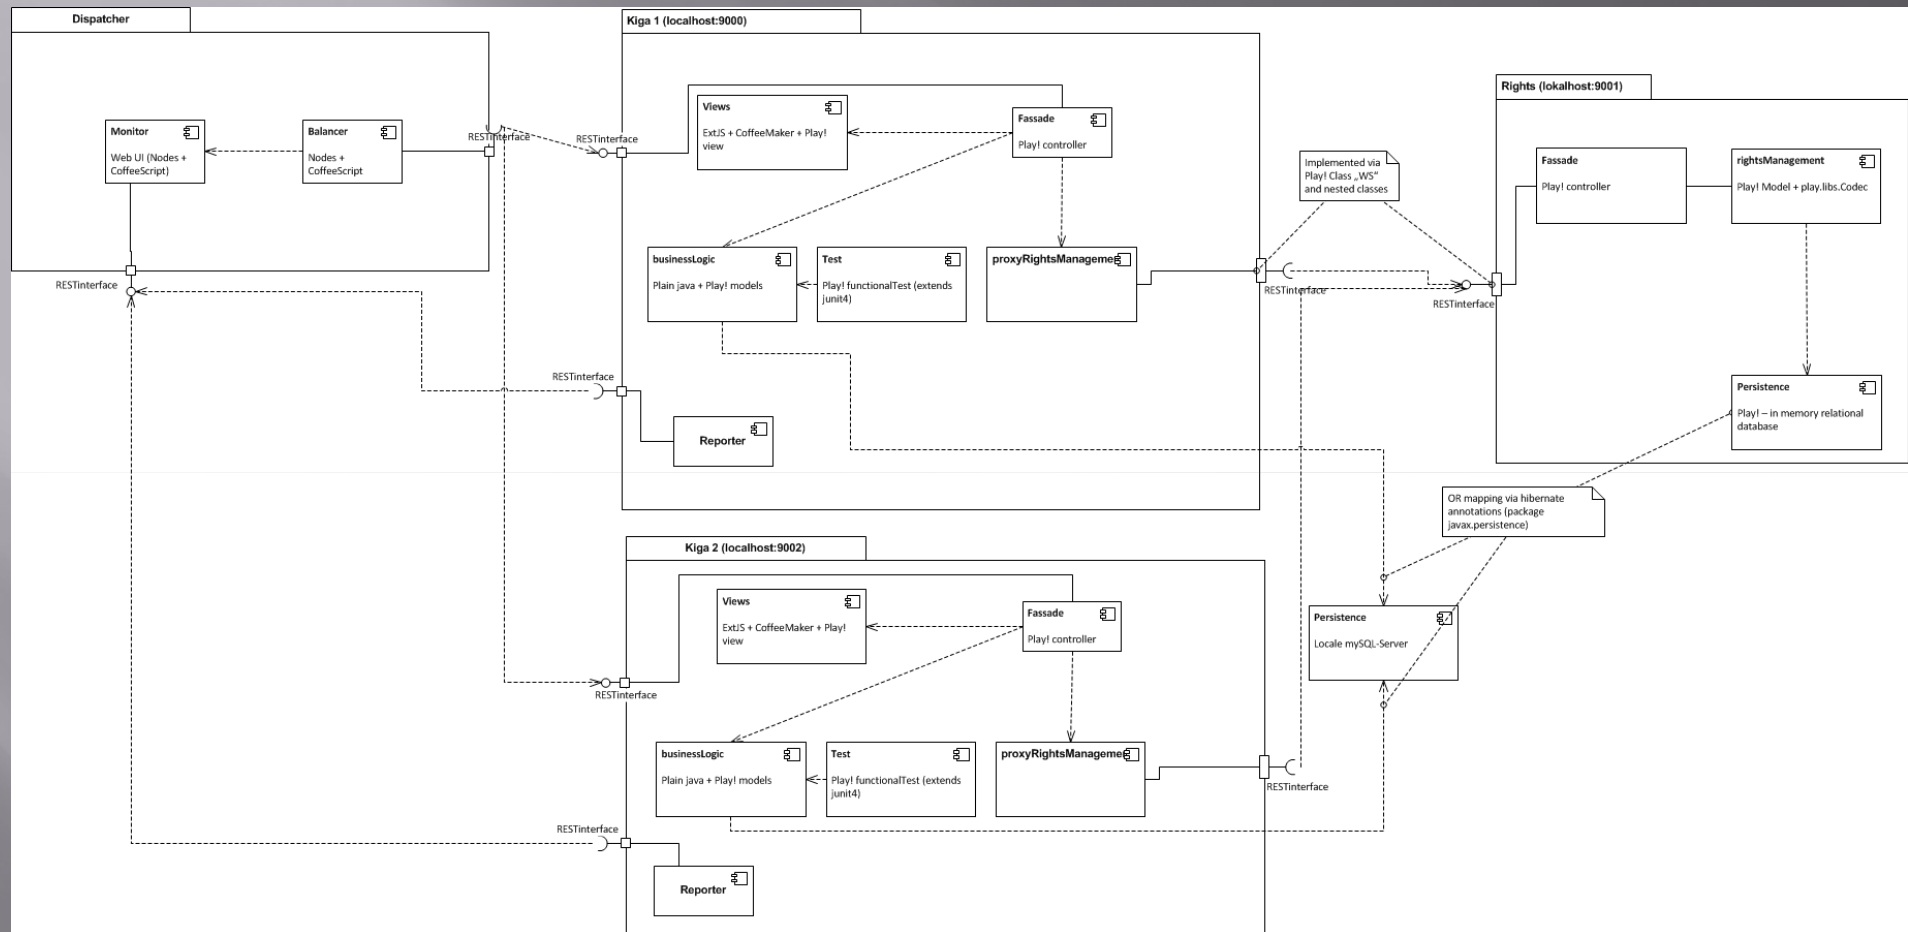 Dispatcher
Monitor
Web UI (Nodes +
CoffeeScript)
Balancer
Nodes +
CoffeeScript
RESTinterface
RESTinterface
Kiga 1 (localhost:9000)
RESTinterface
Views
ExtJS + CoffeeMaker + Play!
view
Fassade
Play! controller
businessLogic
Plain java + Play! models
Test
Play! functionalTest (extends
junit4)
proxyRightsManageme
RESTinterface
RESTinterface
Reporter
Implemented via
Play! Class „WS"
and nested classes
Rights (lokalhost:9001)
RESTinterface
Fassade
Play! controller
rightsManagement
Play! Model + play.libs.Codec
Persistence
Play! – in memory relational
database
OR mapping via hibernate
annotations (package
javax.persistence)
Persistence
Locale mySQL-Server
Kiga 2 (localhost:9002)
Views
ExtJS + CoffeeMaker + Play!
view
Fassade
Play! controller
RESTinterface
businessLogic
Plain java + Play! models
Test
Play! functionalTest (extends
junit4)
proxyRightsManageme
RESTinterface
RESTinterface
Reporter